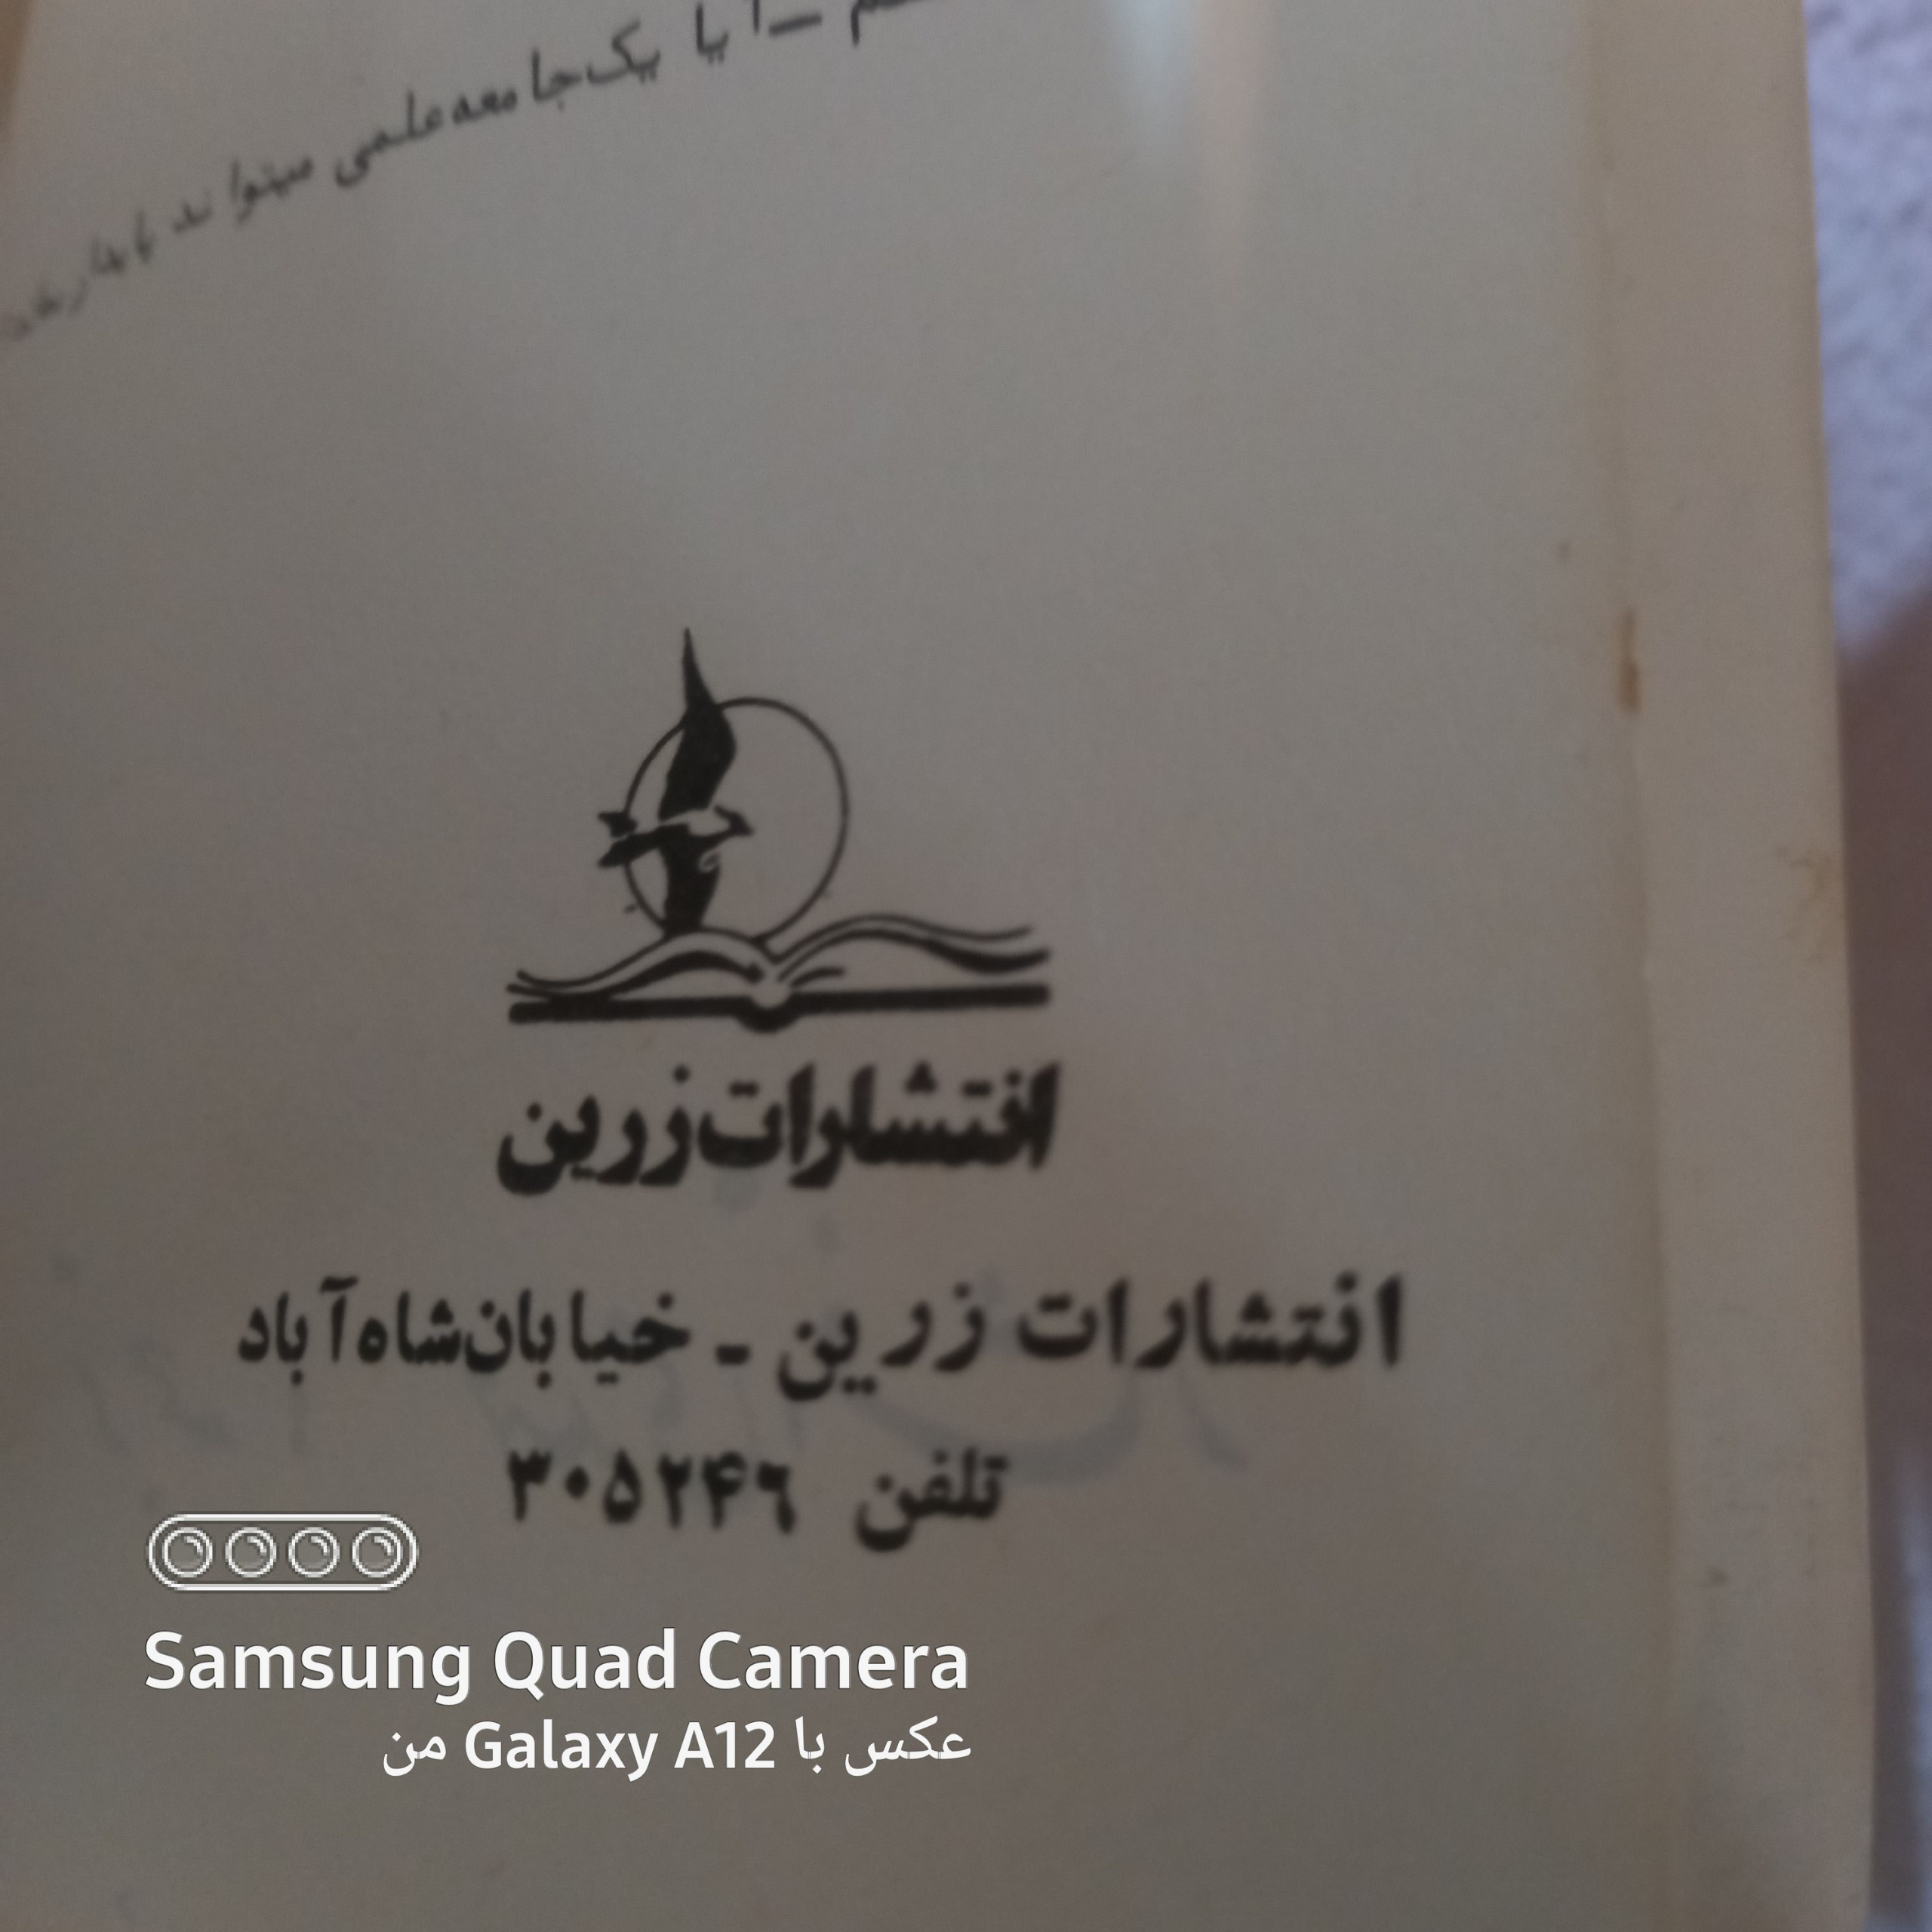 ـ آیا یک جامعه علمی میتواند پایدار
انتشارات زرین
انتشارات زرین - خیابان شاه آباد
تلفن ۳۰۵۲۴۶
Samsung Quad Camera
عکس با Galaxy A12 من